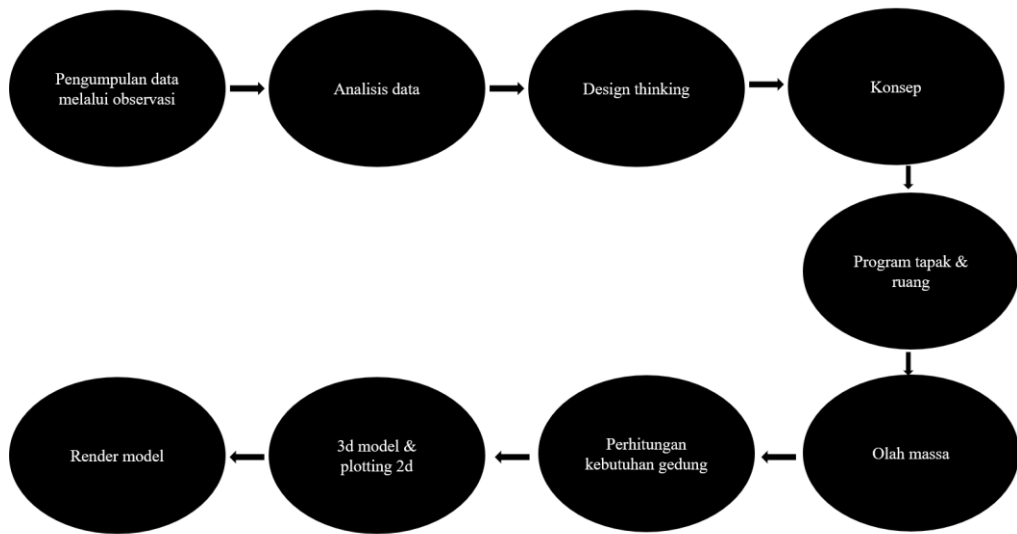 Pengumpulan data
melalui observasi
Analisis data
Design thinking
Konsep
Program tapak &
ruang
Olah massa
Perhitungan
kebutuhan gedung
3d model &
plotting 2d
Render model